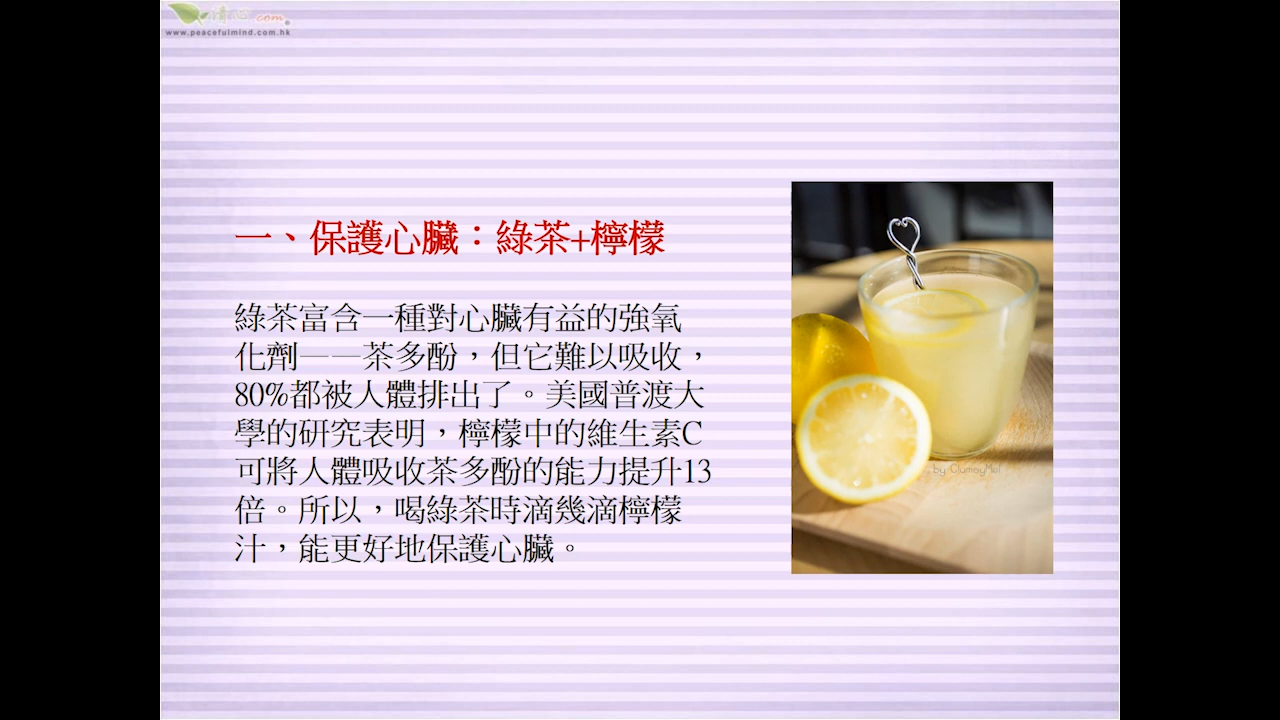 情心.com
www.peacefulmind.com.hk
一、保護心臟：綠茶+檸檬
綠茶富含一種對心臟有益的強氧
化劑——茶多酚，但它難以吸收，
80%都被人體排出了。美國普渡大
學的研究表明，檸檬中的維生素C
可將人體吸收茶多酚的能力提升13
倍。所以，喝綠茶時滴幾滴檸檬
汁，能更好地保護心臟。
by ClumsyMel